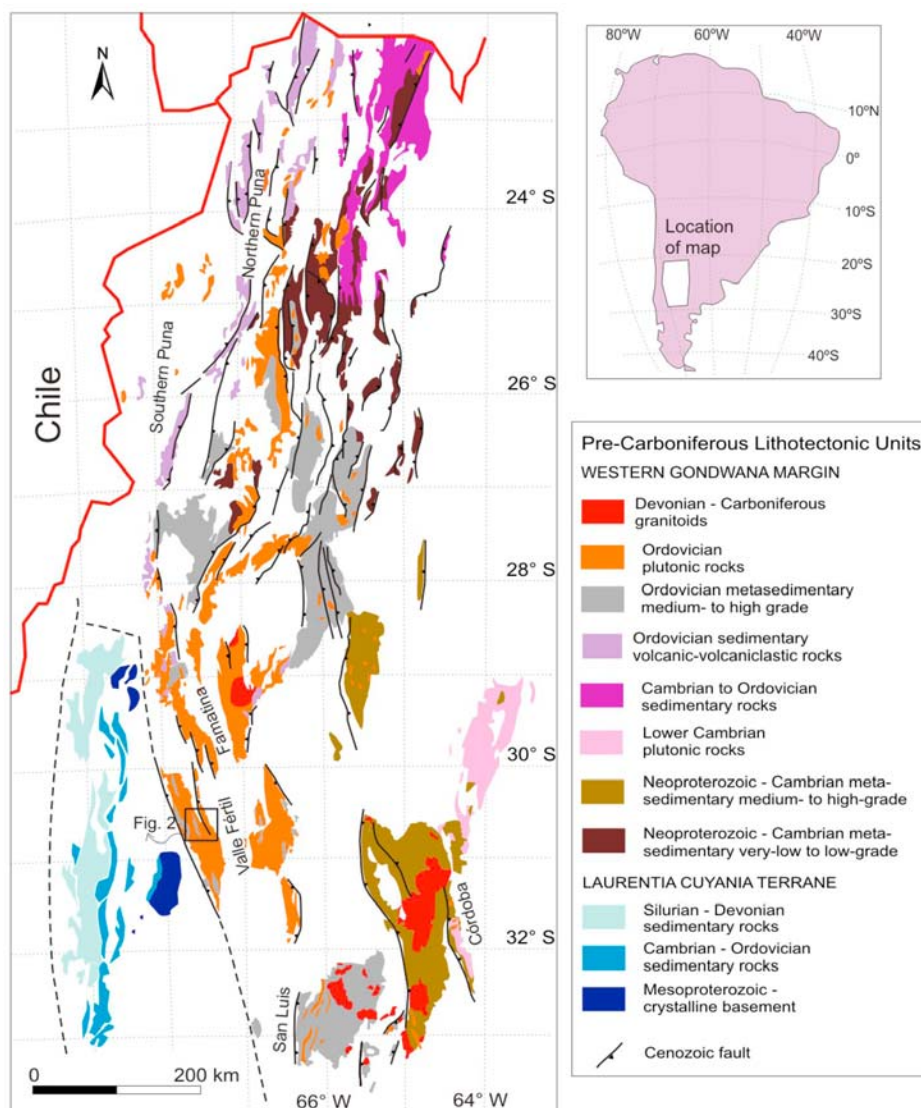 N
Chile
Northern Puna
Southern Puna
Famatina
Valle Fértil
Fig. 2
San Luis
Córdoba
24° S
26° S
28° S
30° S
32° S
66° W
64° W
0
200 km
80ºW
60ºW
40ºW
10ºN
0º
10ºS
20ºS
30ºS
40ºS
Location
of map
Pre-Carboniferous Lithotectonic Units
WESTERN GONDWANA MARGIN
Devonian - Carboniferous
granitoids
Ordovician
plutonic rocks
Ordovician metasedimentary
medium- to high grade
Ordovician sedimentary
volcanic-volcaniclastic rocks
Cambrian to Ordovician
sedimentary rocks
Lower Cambrian
plutonic rocks
Neoproterozoic - Cambrian meta-
sedimentary medium- to high-grade
Neoproterozoic - Cambrian meta-
sedimentary very-low to low-grade
LAURENTIA CUYANIA TERRANE
Silurian - Devonian
sedimentary rocks
Cambrian - Ordovician
sedimentary rocks
Mesoproterozoic -
crystalline basement
Cenozoic fault